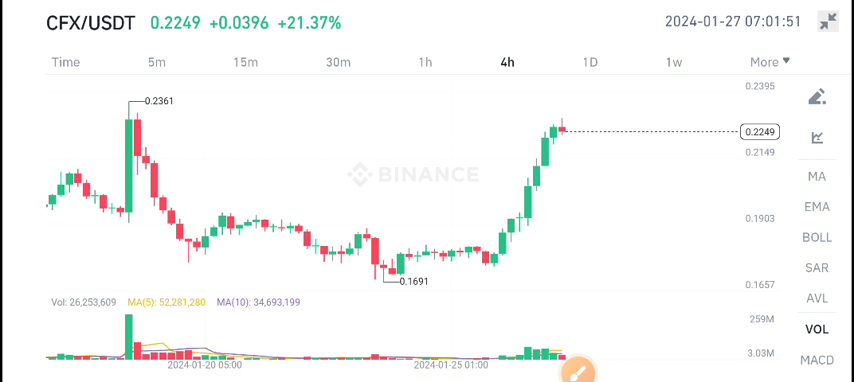 CFX/USDT 0.2249 +0.0396 +21.37% 2024-01-27 07:01:51
Time 5m 15m 30m 1h 4h 1D 1w More
0.2395
0.2361
0.2249
0.2149
BINANCE
MA
EMA
0.1903
BOLL
SAR
0.1691
0.1657
AVL
Vol: 26,253,609 MA(5): 52,281,280 MA(10): 34,693,199
259M
VOL
3.03M
MACD
2024-01-20 05:00 2024-01-25 01:00